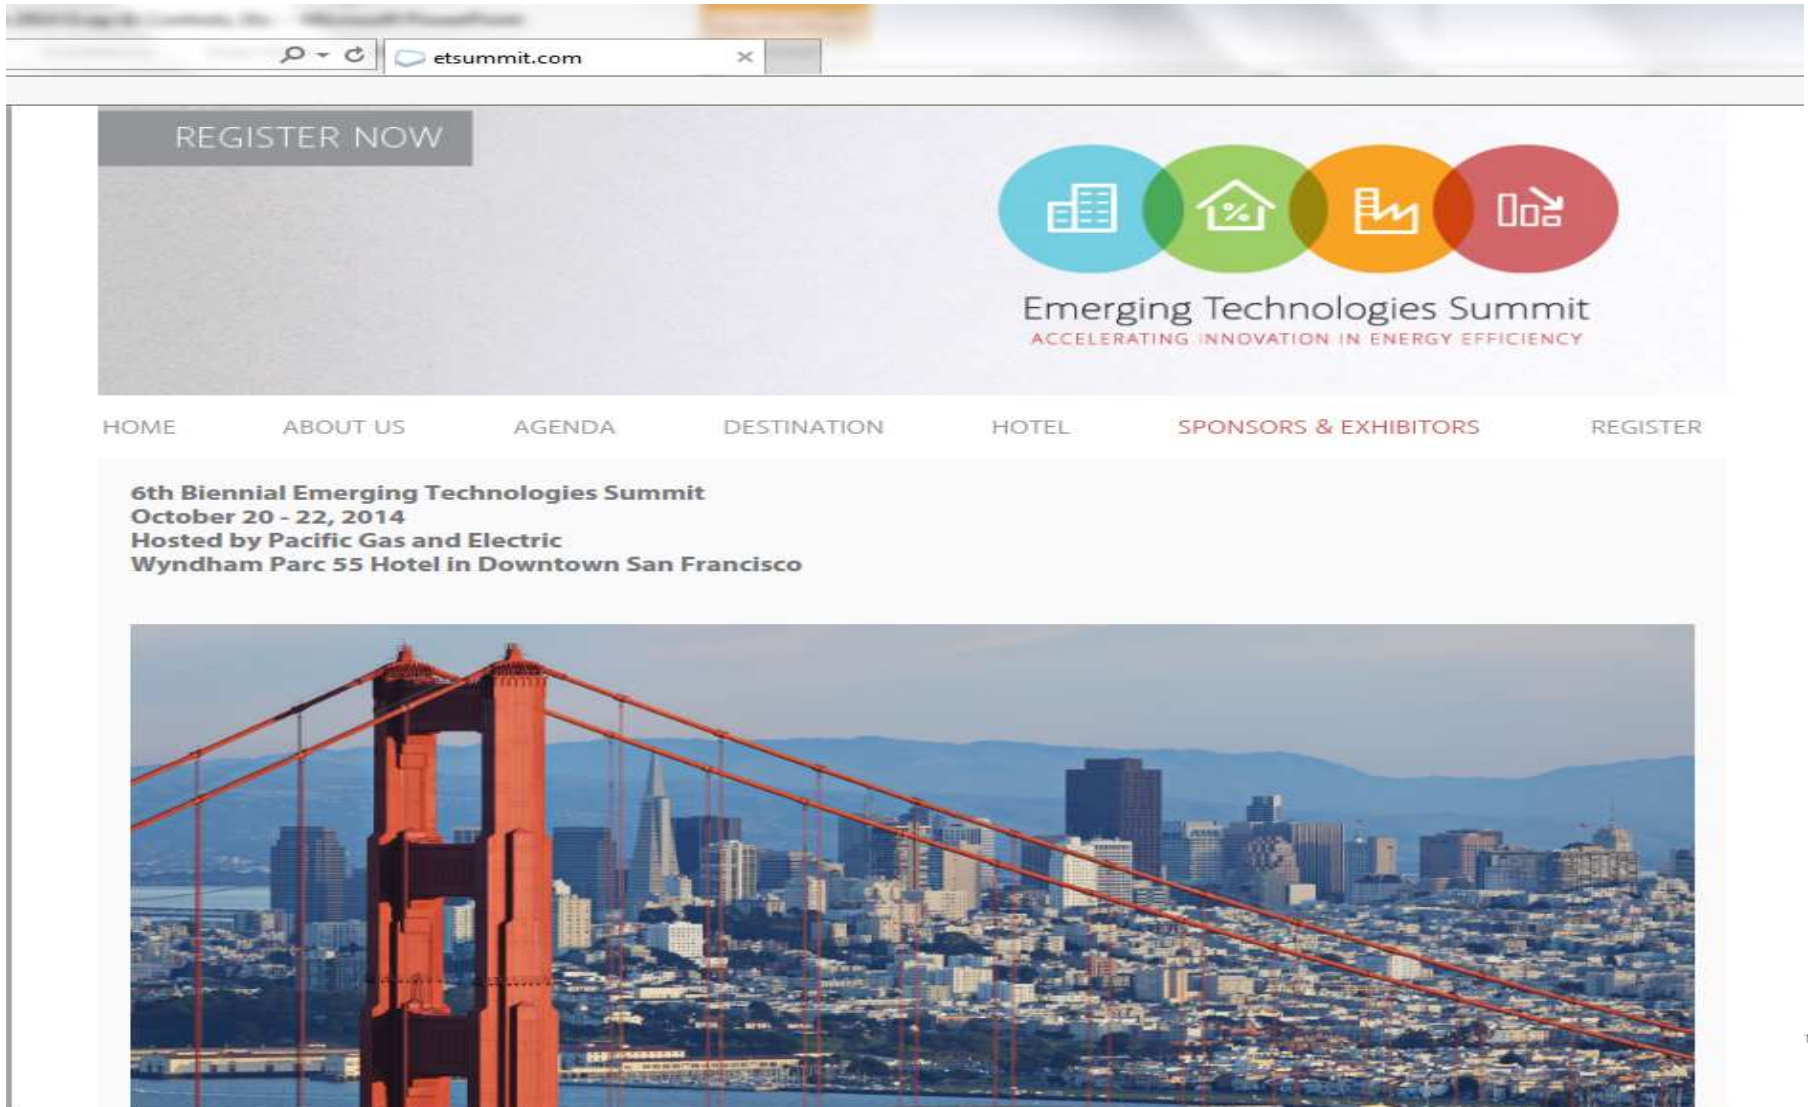 etsummit.com
REGISTER NOW
%
Emerging Technologies Summit
ACCELERATING INNOVATION IN ENERGY EFFICIENCY
HOME ABOUT US AGENDA DESTINATION HOTEL SPONSORS & EXHIBITORS REGISTER
6th Biennial Emerging Technologies Summit
October 20 - 22, 2014
Hosted by Pacific Gas and Electric
Wyndham Parc 55 Hotel in Downtown San Francisco